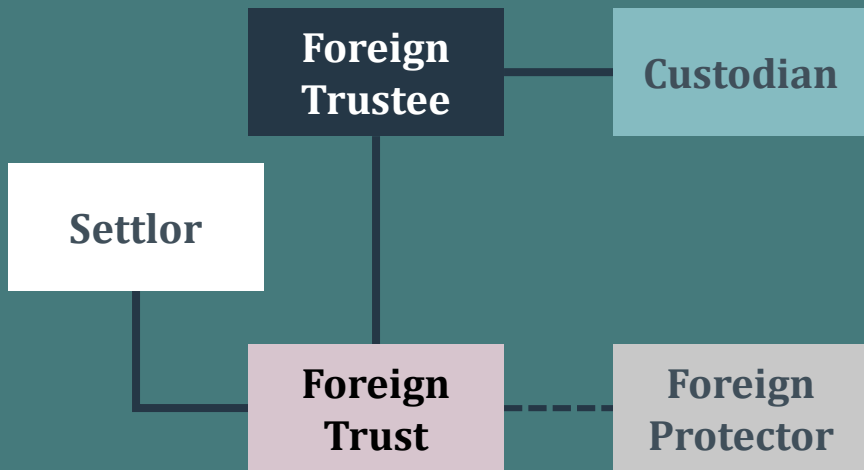 Foreign
Trustee
Custodian
Settlor
Foreign
Trust
Foreign
Protector